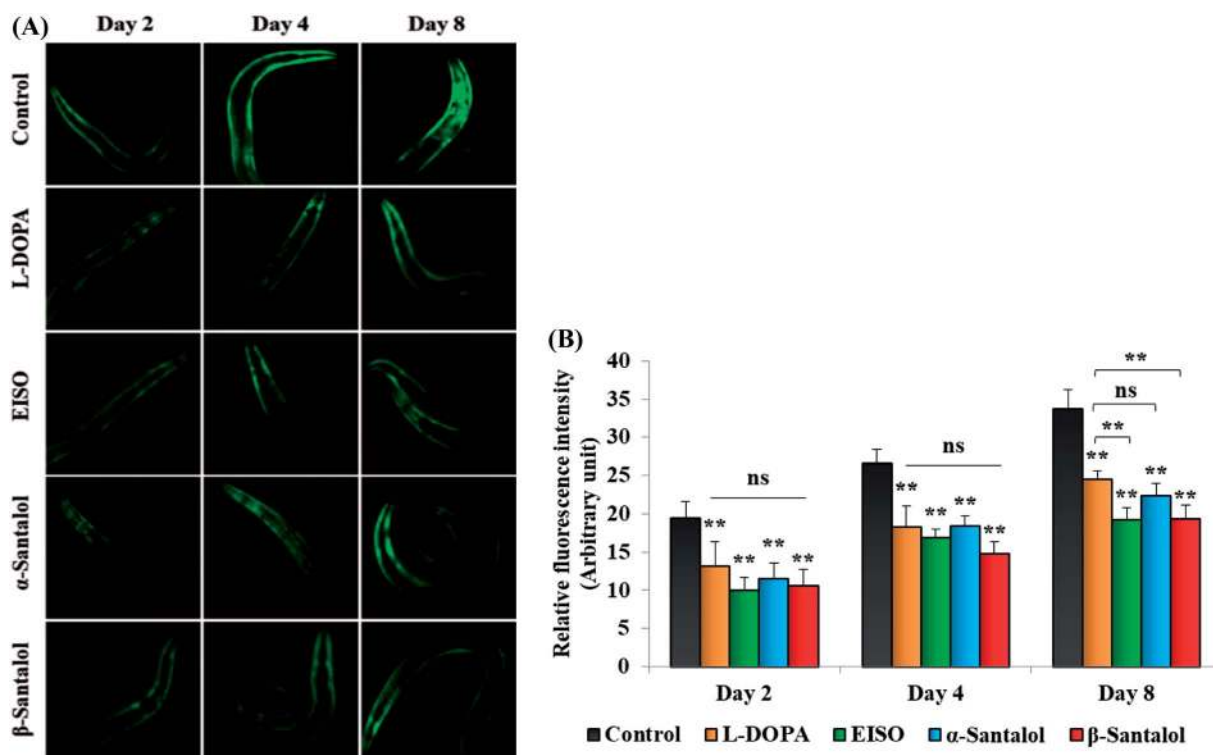 (A) Day 2 Day 4 Day 8
Control
L-DOPA
EISO
α-Santalol
β-Santalol
(B)
Relative fluorescence intensity
(Arbitrary unit)
40
35
30
25
20
15
10
5
0
ns
** ** ** **
ns
** ** ** **
**
ns
**
** ** ** **
Day 2 Day 4 Day 8
Control L-DOPA EISO α-Santalol β-Santalol